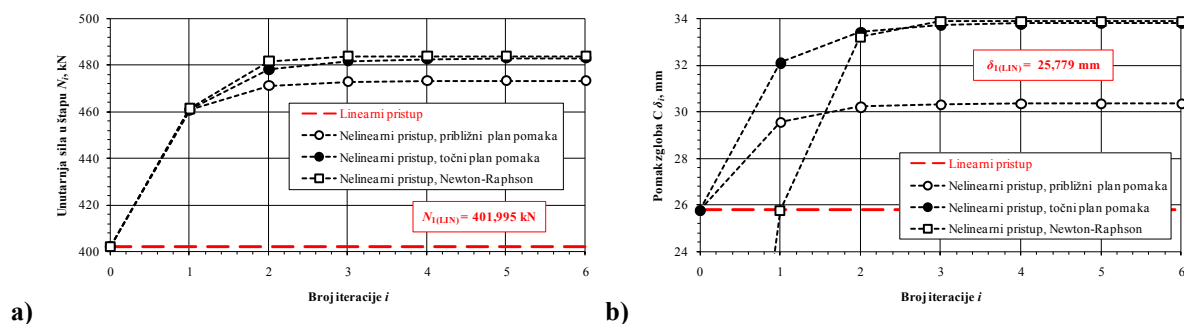 500
480
460
440
420
400
Unutarnja sila u štapu Ni, kN
Linearni pristup
Nelinearni pristup, približni plan pomaka
Nelinearni pristup, točni plan pomaka
Nelinearni pristup, Newton-Raphson
N1(LIN) = 401,995 kN
0 1 2 3 4 5 6
Broj iteracije i
a)
34
32
30
28
26
24
Pomak zgloba C δi, mm
δ1(LIN) = 25,779 mm
Linearni pristup
Nelinearni pristup, približni plan pomaka
Nelinearni pristup, točni plan pomaka
Nelinearni pristup, Newton-Raphson
0 1 2 3 4 5 6
Broj iteracije i
b)